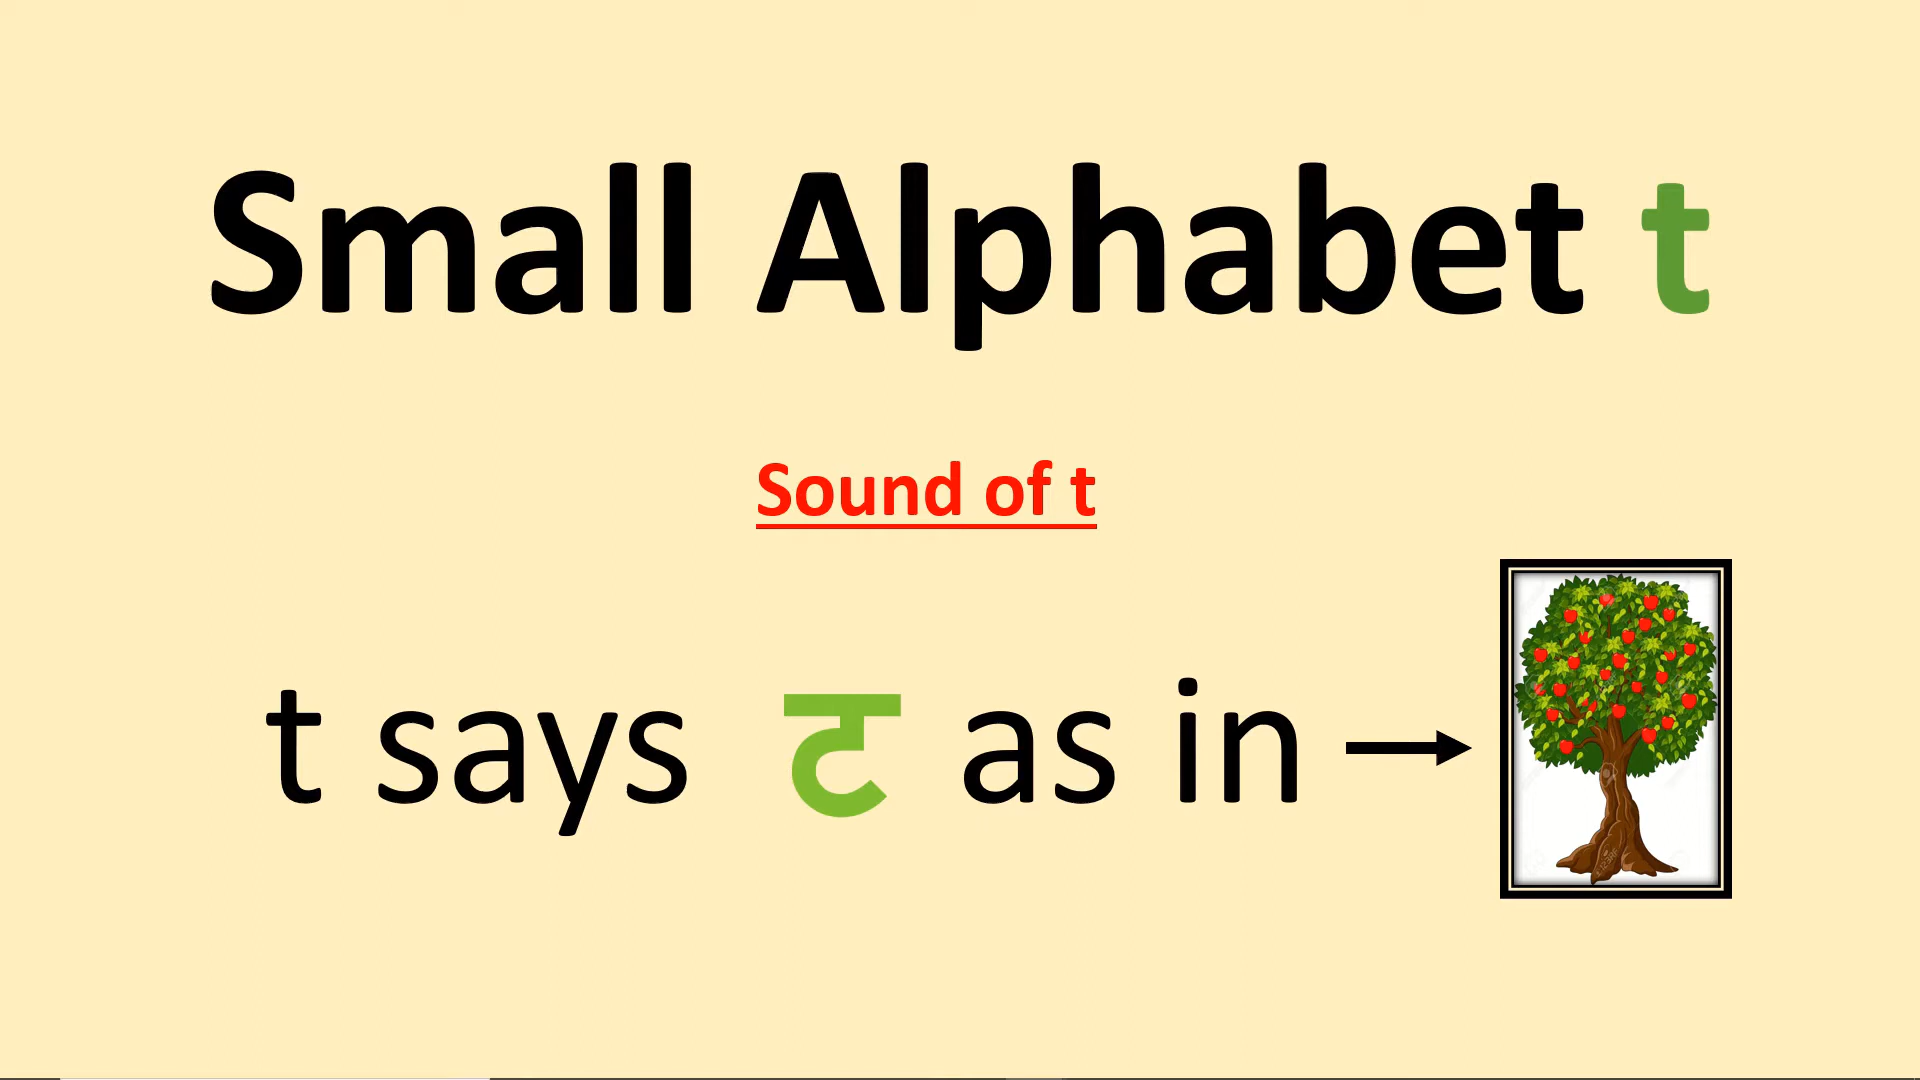 Small Alphabet t
Sound of t
t says ट as in